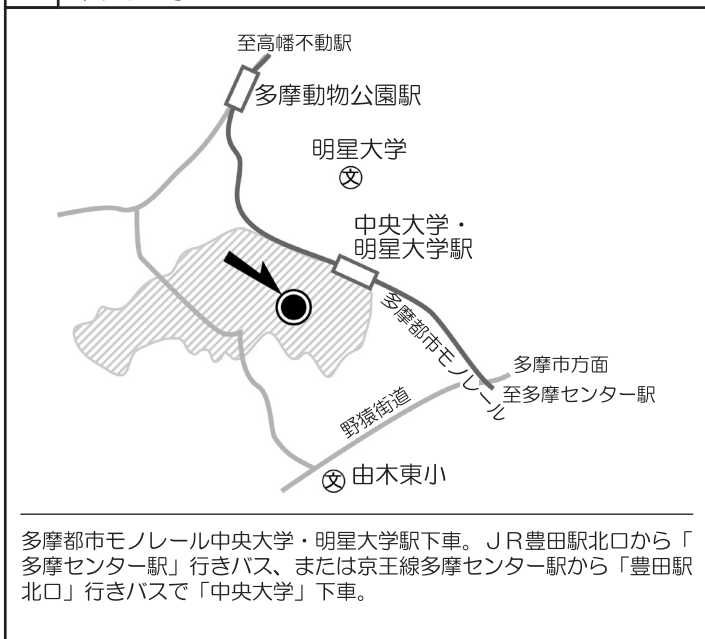 至高幡不動駅
多摩動物公園駅
明星大学
文
中央大学・
明星大学駅
多摩都市モノレール
多摩市方面
至多摩センター駅
野猿街道
文 由木東小
多摩都市モノレール中央大学・明星大学駅下車。ＪＲ豊田駅北口から「
多摩センター駅」行きバス、または京王線多摩センター駅から「豊田駅
北口」行きバスで「中央大学」下車。